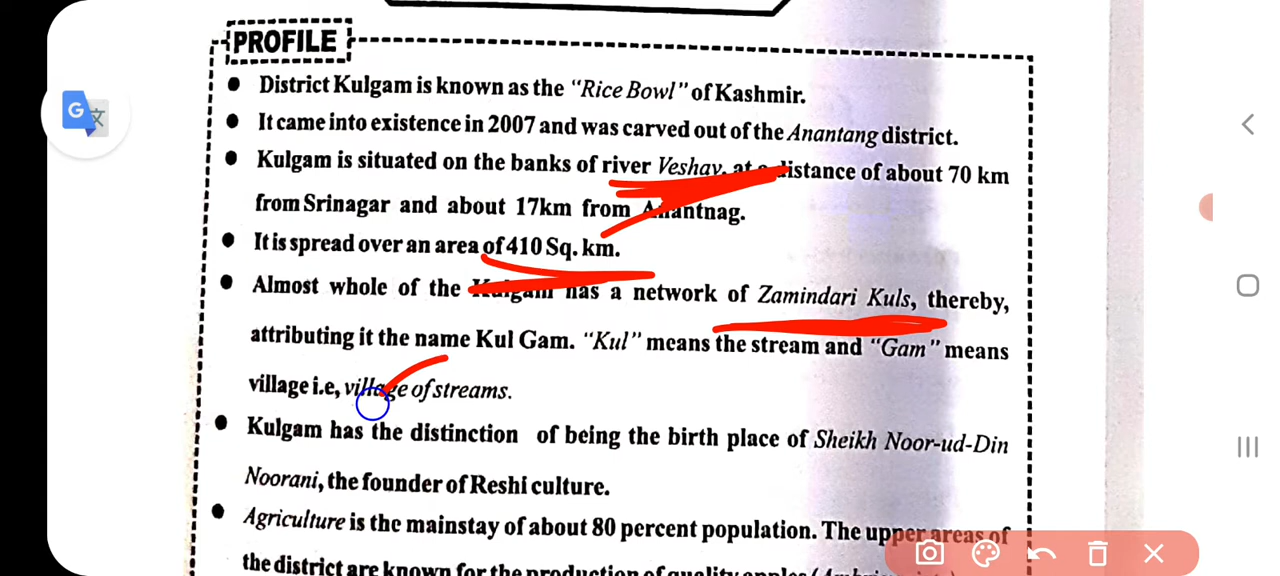 PROFILE
District Kulgam is known as the "Rice Bowl" of Kashmir.
It came into existence in 2007 and was carved out of the Anantang district.
Kulgam is situated on the banks of river Veshav, at a distance of about 70 km
from Srinagar and about 17km from Anantnag.
It is spread over an area of 410 Sq. km.
Almost whole of the Kulgam has a network of Zamindari Kuls, thereby,
attributing it the name Kul Gam. "Kul" means the stream and "Gam" means
village i.e, village of streams.
Kulgam has the distinction of being the birth place of Sheikh Noor-ud-Din
Noorani, the founder of Reshi culture.
Agriculture is the mainstay of about 80 percent population. The upper areas of
the district are known for the production of quality apples